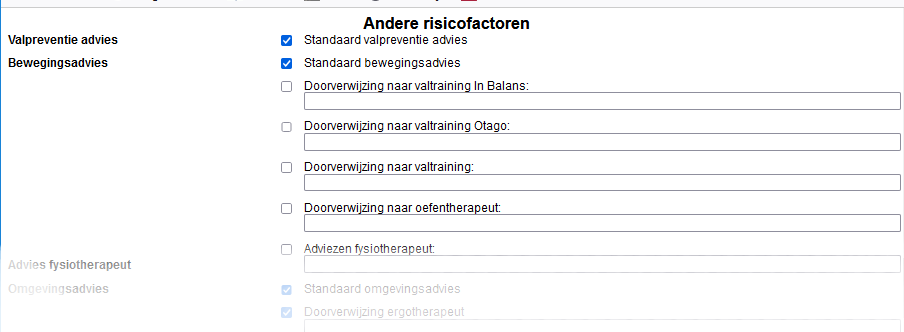 Andere risicofactoren
Valpreventie advies Standaard valpreventie advies
Bewegingsadvies Standaard bewegingsadvies
Doorverwijzing naar valtraining In Balans:
Doorverwijzing naar valtraining Otago:
Doorverwijzing naar valtraining:
Doorverwijzing naar oefentherapeut:
Adviezen fysiotherapeut:
Advies fysiotherapeut
Omgevingsadvies Standaard omgevingsadvies
Doorverwijzing ergotherapeut